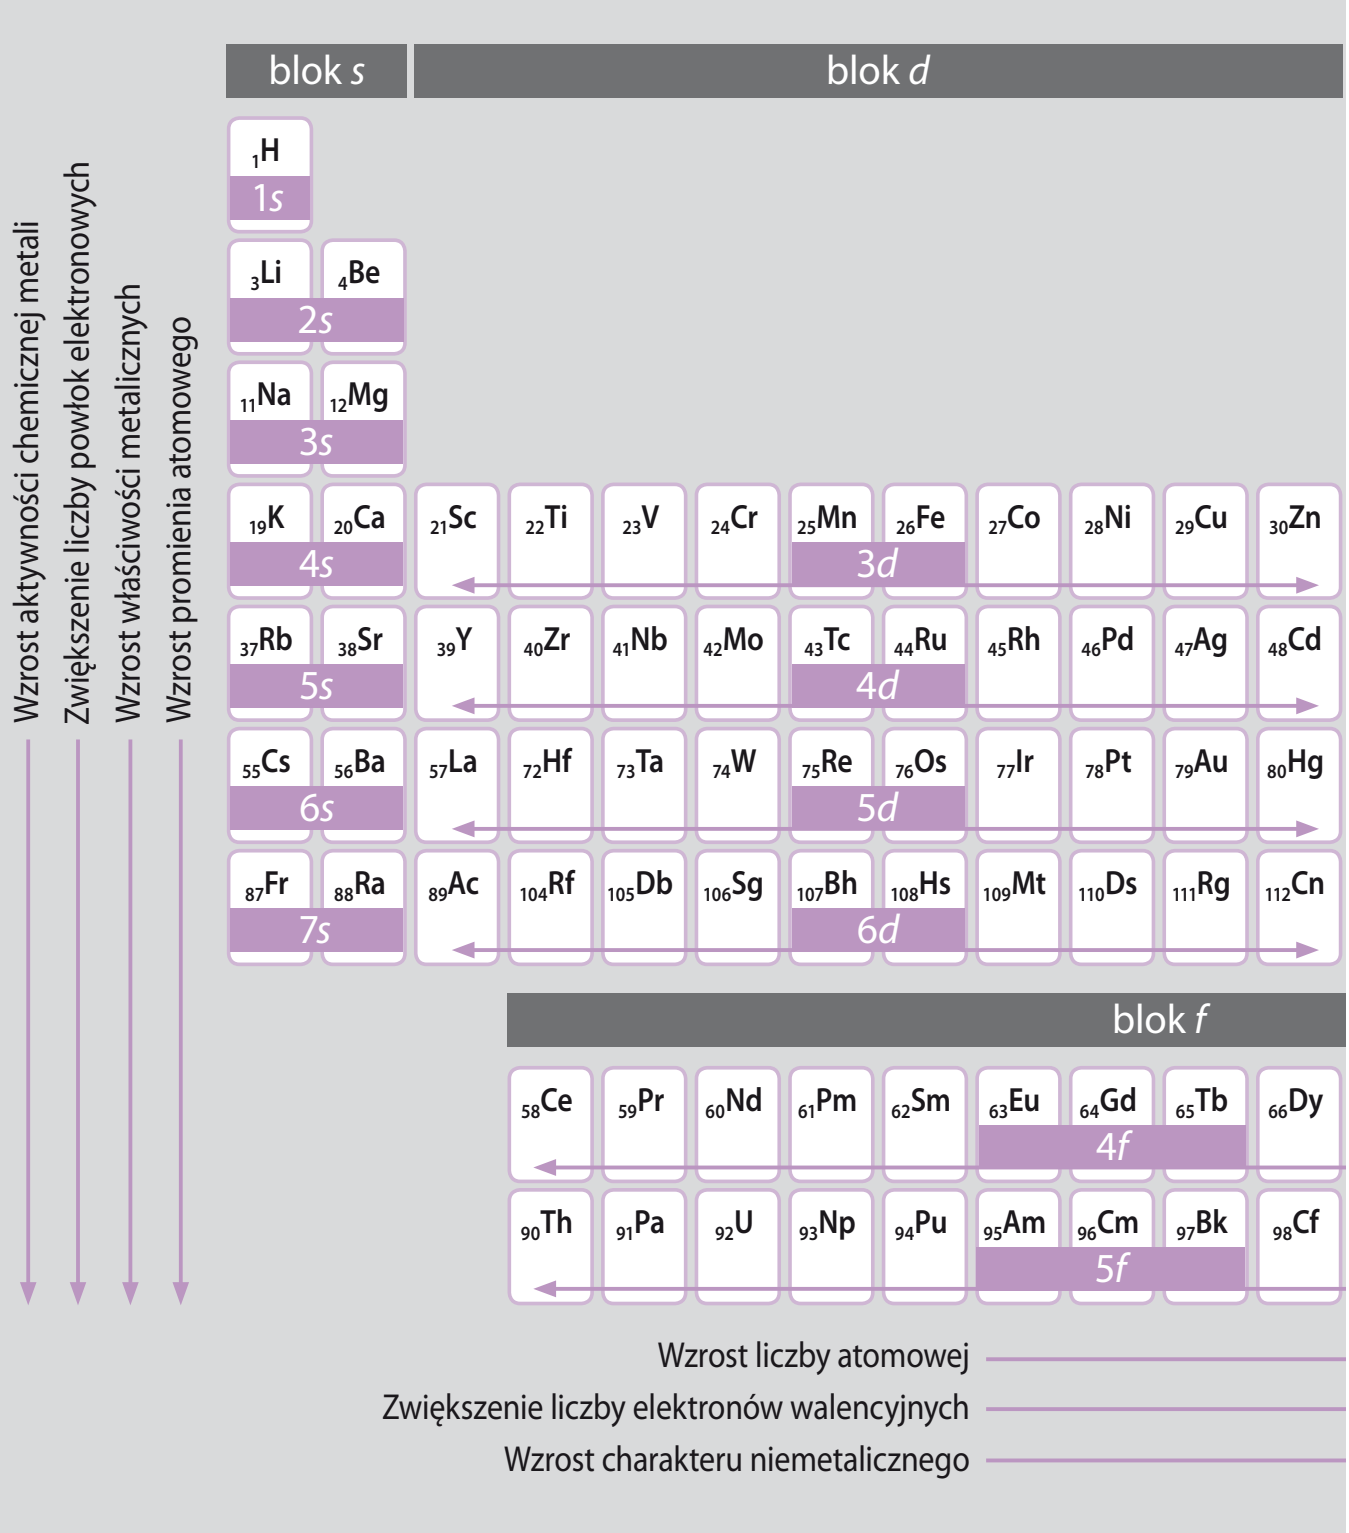 blok s blok d
₁H
1s
₃Li ₄Be
2s
₁₁Na ₁₂Mg
3s
₁₉K ₂₀Ca ₂₁Sc ₂₂Ti ₂₃V ₂₄Cr ₂₅Mn ₂₆Fe ₂₇Co ₂₈Ni ₂₉Cu ₃₀Zn
4s 3d
₃₇Rb ₃₈Sr ₃₉Y ₄₀Zr ₄₁Nb ₄₂Mo ₄₃Tc ₄₄Ru ₄₅Rh ₄₆Pd ₄₇Ag ₄₈Cd
5s 4d
₅₅Cs ₅₆Ba ₅₇La ₇₂Hf ₇₃Ta ₇₄W ₇₅Re ₇₆Os ₇₇Ir ₇₈Pt ₇₉Au ₈₀Hg
6s 5d
₈₇Fr ₈₈Ra ₈₉Ac ₁₀₄Rf ₁₀₅Db ₁₀₆Sg ₁₀₇Bh ₁₀₈Hs ₁₀₉Mt ₁₁₀Ds ₁₁₁Rg ₁₁₂Cn
7s 6d
Wzrost aktywności chemicznej metali
Zwiększenie liczby powłok elektronowych
Wzrost właściwości metalicznych
Wzrost promienia atomowego
blok f
₅₈Ce ₅₉Pr ₆₀Nd ₆₁Pm ₆₂Sm ₆₃Eu ₆₄Gd ₆₅Tb ₆₆Dy
4f
₉₀Th ₉₁Pa ₉₂U ₉₃Np ₉₄Pu ₉₅Am ₉₆Cm ₉₇Bk ₉₈Cf
5f
Wzrost liczby atomowej
Zwiększenie liczby elektronów walencyjnych
Wzrost charakteru niemetalicznego